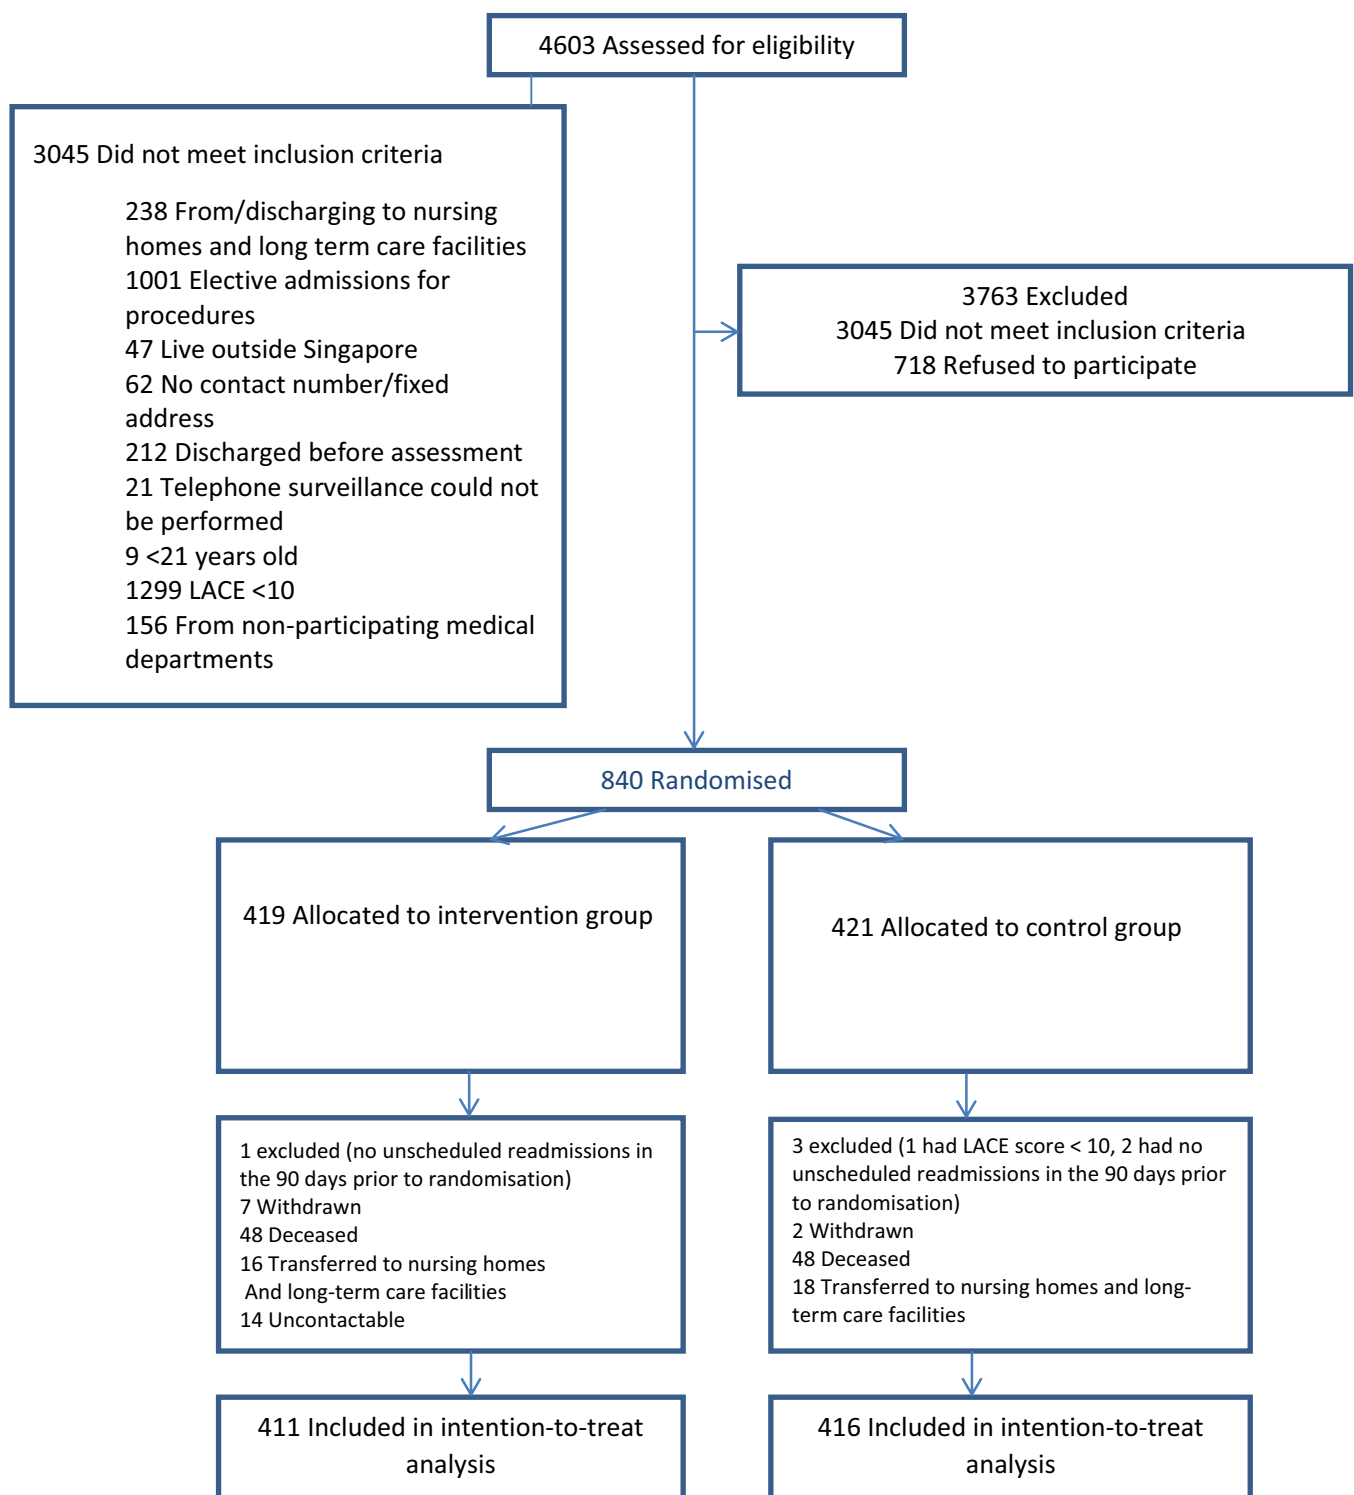 4603 Assessed for eligibility
3045 Did not meet inclusion criteria
238 From/discharging to nursing
homes and long term care facilities
1001 Elective admissions for
procedures
47 Live outside Singapore
62 No contact number/fixed
address
212 Discharged before assessment
21 Telephone surveillance could not
be performed
9 <21 years old
1299 LACE <10
156 From non-participating medical
departments
3763 Excluded
3045 Did not meet inclusion criteria
718 Refused to participate
840 Randomised
419 Allocated to intervention group
421 Allocated to control group
1 excluded (no unscheduled readmissions in
the 90 days prior to randomisation)
7 Withdrawn
48 Deceased
16 Transferred to nursing homes
And long-term care facilities
14 Uncontactable
3 excluded (1 had LACE score < 10, 2 had no
unscheduled readmissions in the 90 days prior
to randomisation)
2 Withdrawn
48 Deceased
18 Transferred to nursing homes and long-
term care facilities
411 Included in intention-to-treat
analysis
416 Included in intention-to-treat
analysis